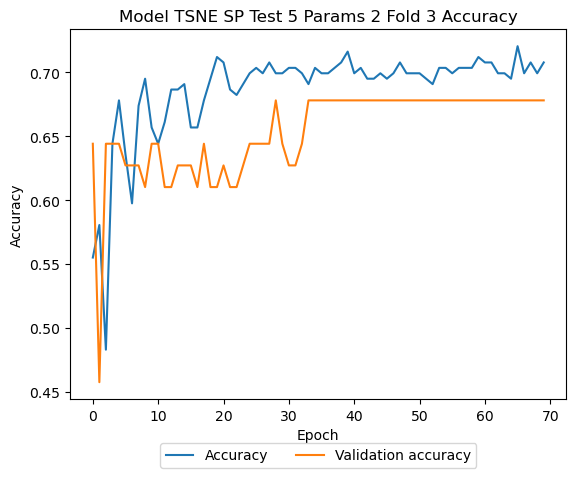 Model TSNE SP Test 5 Params 2 Fold 3 Accuracy
Accuracy
0.70
0.65
0.60
0.55
0.50
0.45
0 10 20 30 40 50 60 70
Epoch
Accuracy Validation accuracy